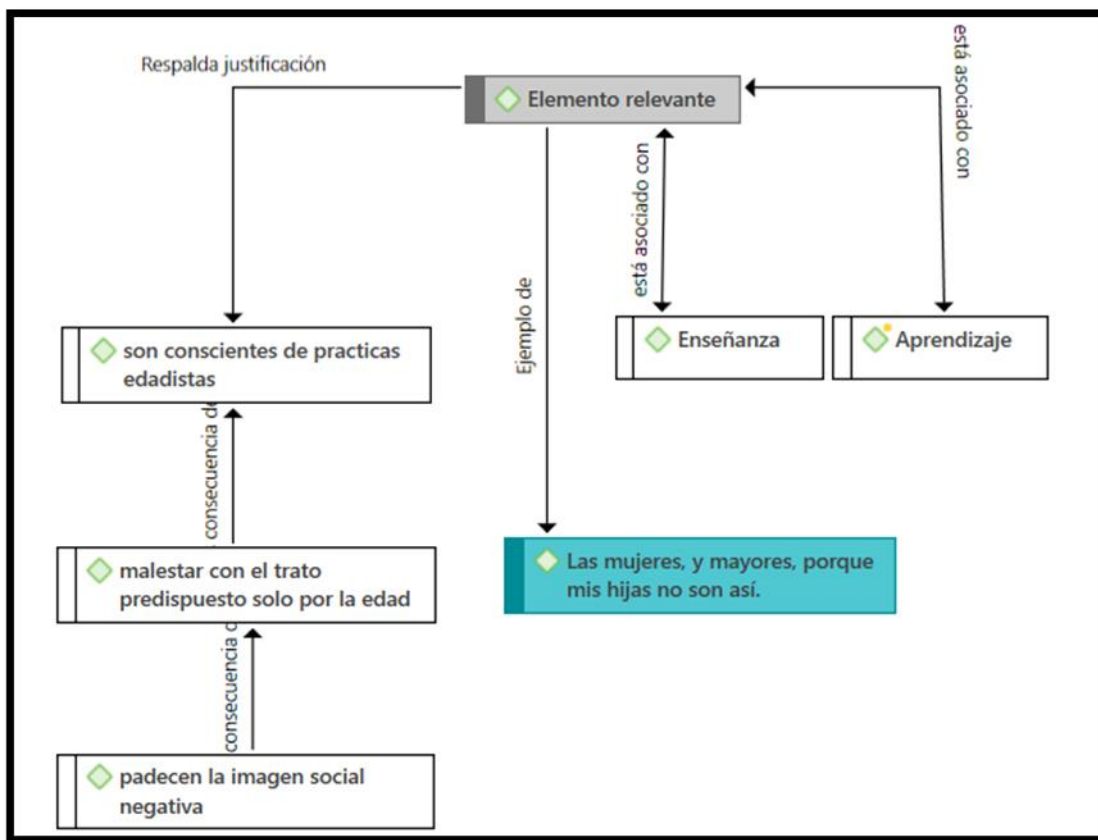 Respalda justificación
está asociado con
Elemento relevante
está asociado con
Ejemplo de
Enseñanza
Aprendizaje
son conscientes de practicas
edadistas
consecuencia de
malestar con el trato
predispuesto solo por la edad
consecuencia
padecen la imagen social
negativa
Las mujeres, y mayores, porque
mis hijas no son así.